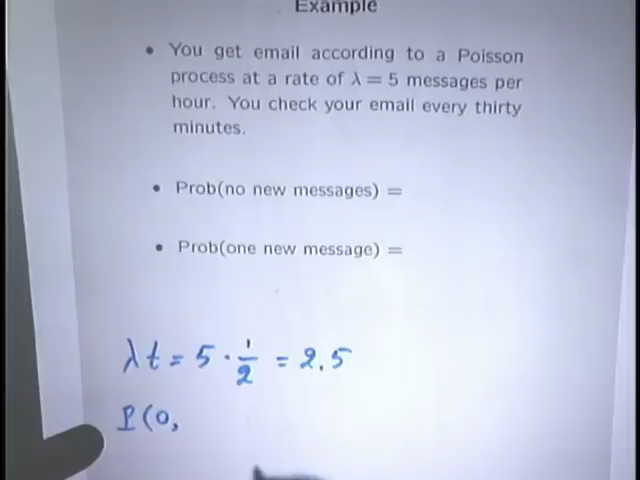 Example
• You get email according to a Poisson
process at a rate of λ = 5 messages per
hour. You check your email every thirty
minutes.
• Prob(no new messages) =
• Prob(one new message) =
λt = 5 · 1/2 = 2.5
P(0,